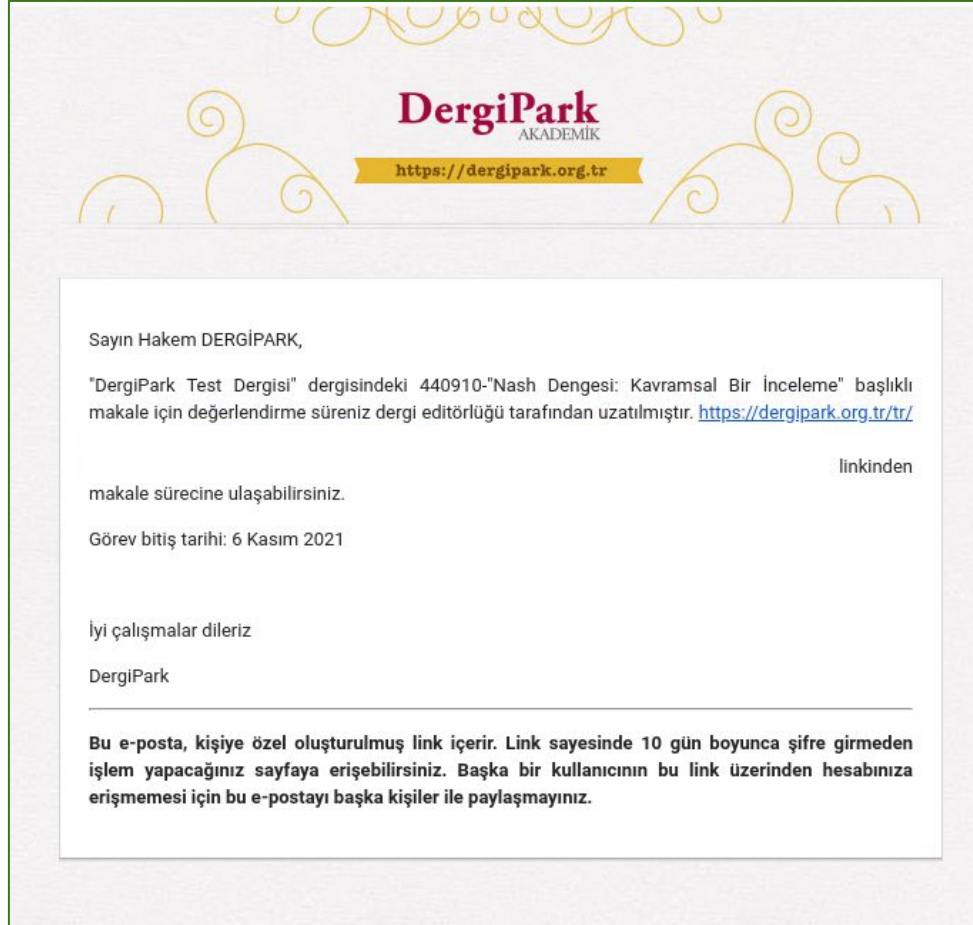 DergiPark
AKADEMİK
https://dergipark.org.tr
Sayın Hakem DERGİPARK,
"DergiPark Test Dergisi" dergisindeki 440910-"Nash Dengesi: Kavramsal Bir İnceleme" başlıklı
makale için değerlendirme süreniz dergi editörlüğü tarafından uzatılmıştır. https://dergipark.org.tr/tr/
linkinden
makale sürecine ulaşabilirsiniz.
Görev bitiş tarihi: 6 Kasım 2021
İyi çalışmalar dileriz
DergiPark
Bu e-posta, kişiye özel oluşturulmuş link içerir. Link sayesinde 10 gün boyunca şifre girmeden
işlem yapacağınız sayfaya erişebilirsiniz. Başka bir kullanıcının bu link üzerinden hesabınıza
erişmemesi için bu e-postayı başka kişiler ile paylaşmayınız.